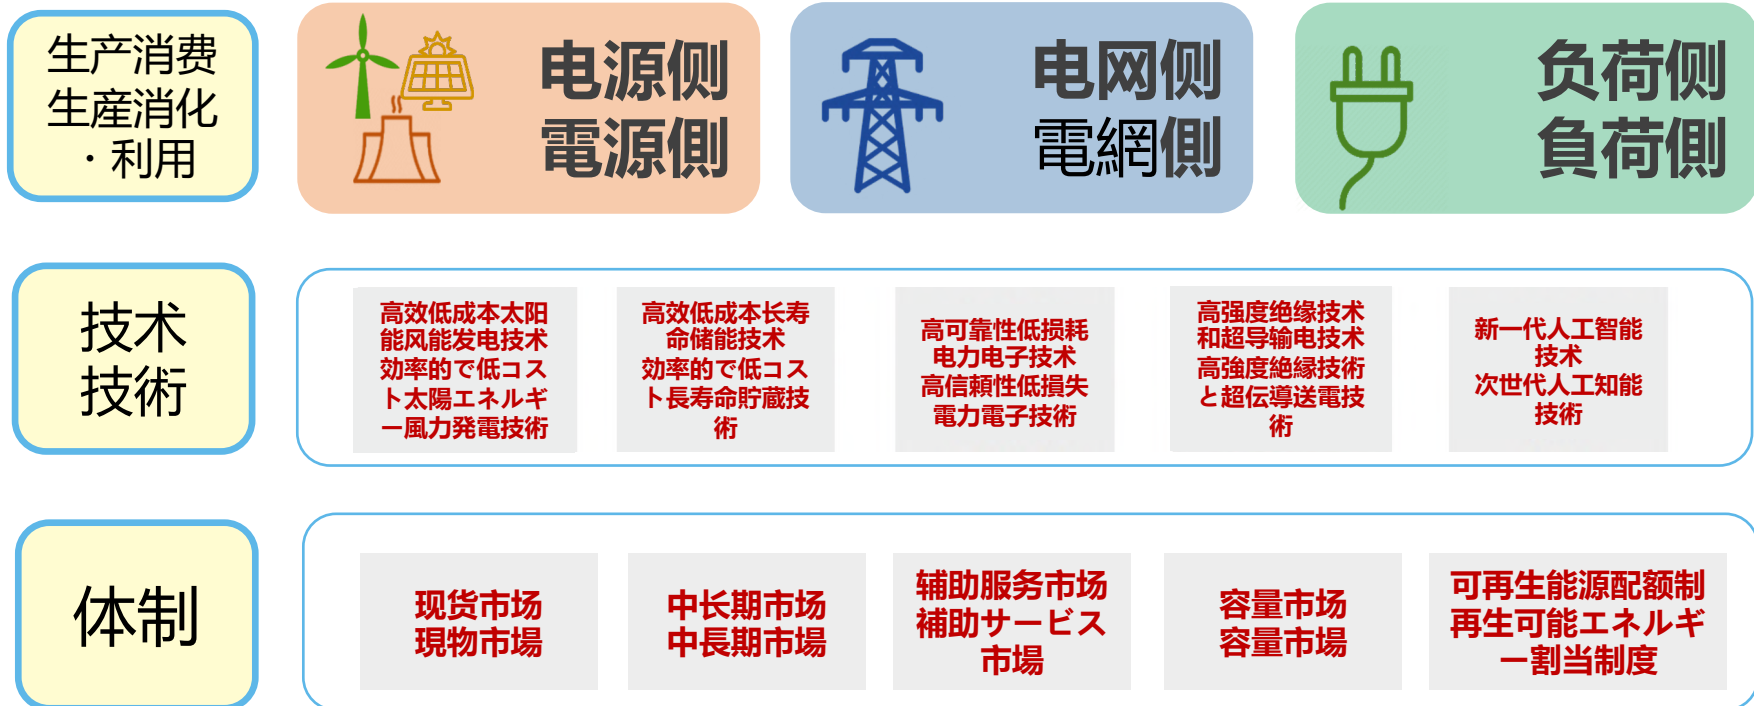 生产消费
生産消化
・利用
电源侧
電源側
电网侧
電網側
负荷侧
負荷側
技术
技術
高效低成本太阳
能风能发电技术
効率的で低コス
ト太陽エネルギ
ー風力発電技術
高效低成本长寿
命储能技术
効率的で低コス
ト長寿命貯蔵技
術
高可靠性低损耗
电力电子技术
高信頼性低損失
電力電子技術
高强度绝缘技术
和超导输电技术
高強度絶縁技術
と超伝導送電技
術
新一代人工智能
技术
次世代人工知能
技術
体制
现货市场
現物市場
中长期市场
中長期市場
辅助服务市场
補助サービス
市場
容量市场
容量市場
可再生能源配额制
再生可能エネルギ
ー割当制度